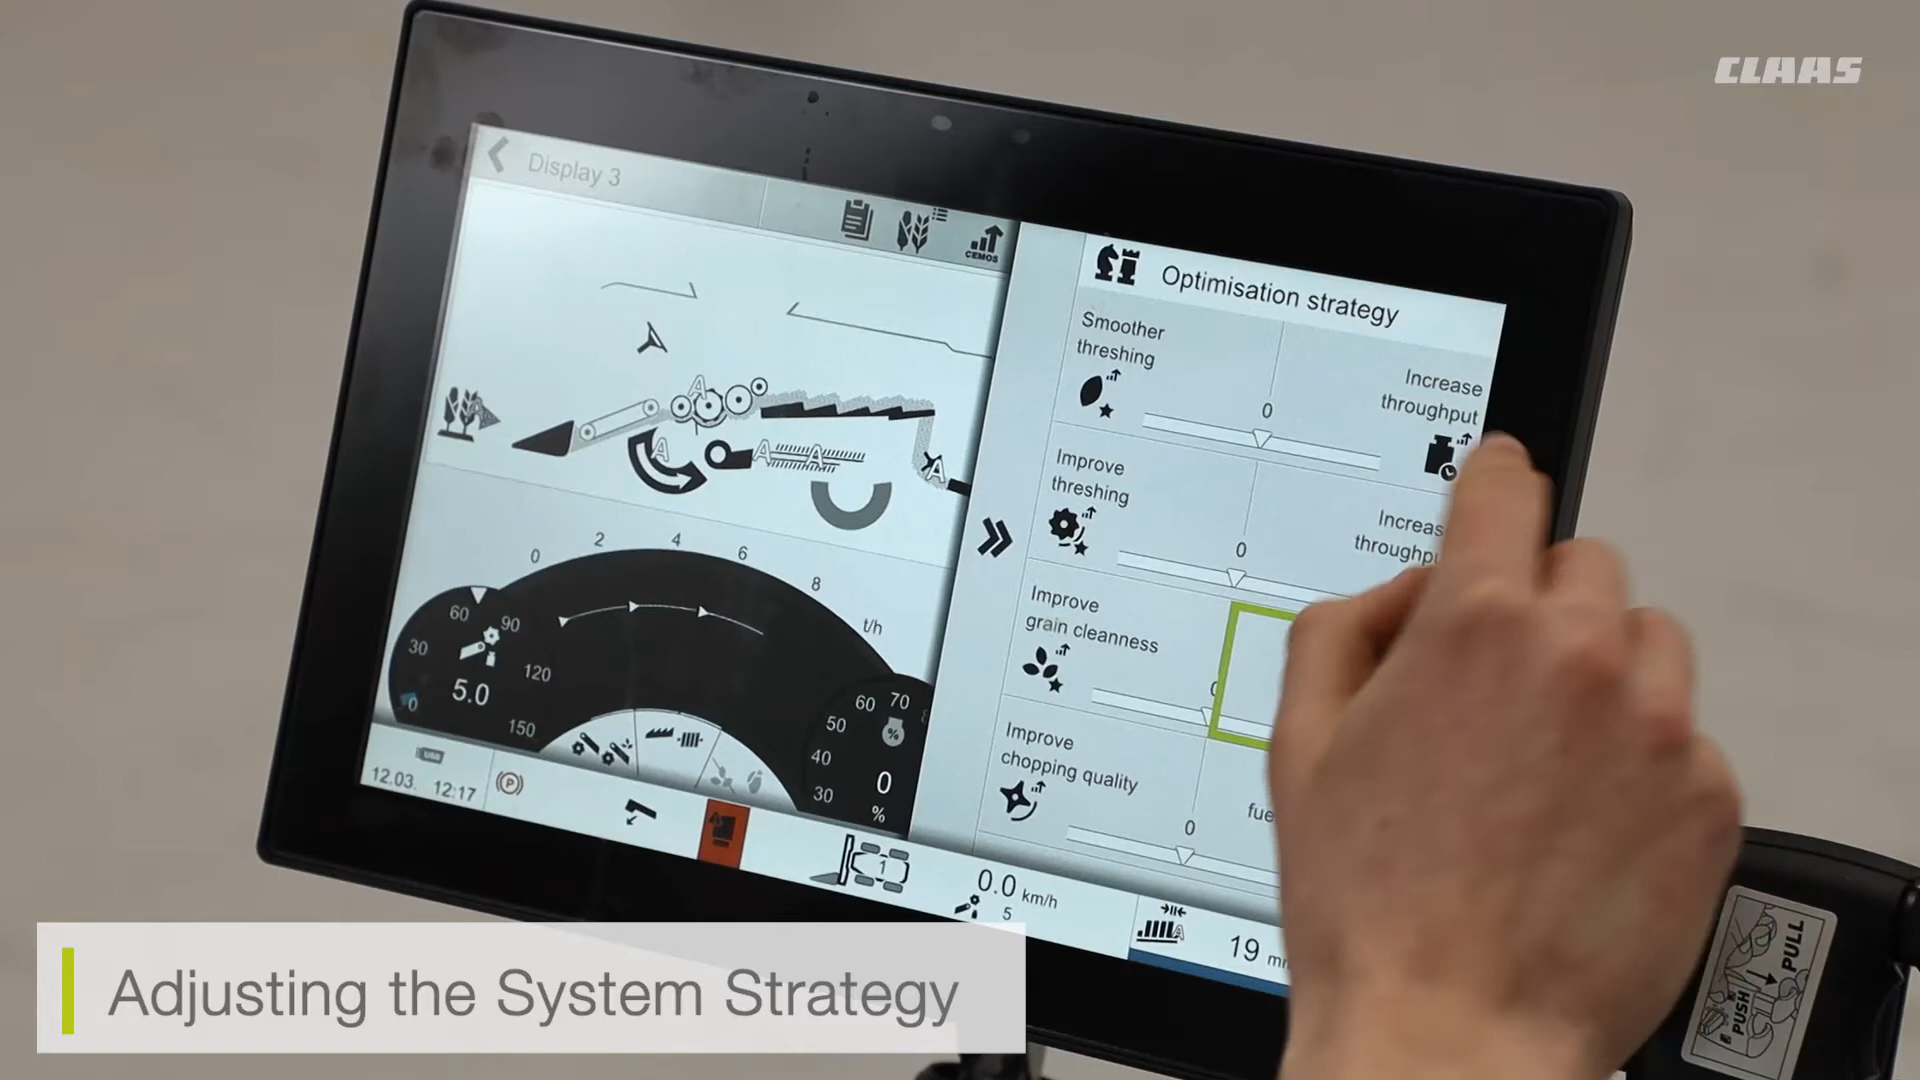 CLAAS
Display 3
CEMOS
Optimisation strategy
Smoother
threshing
0
Increase
throughput
Improve
threshing
0
Improve
grain cleanness
Improve
chopping quality
0
A
A
A
A
A
0
2
4
6
8
t/h
0
30
60
90
120
150
5.0
30
40
50
60
70
%
0
%
12.03. 12:17
P
1
0.0 km/h
5
A
19
PULL
PUSH
Adjusting the System Strategy